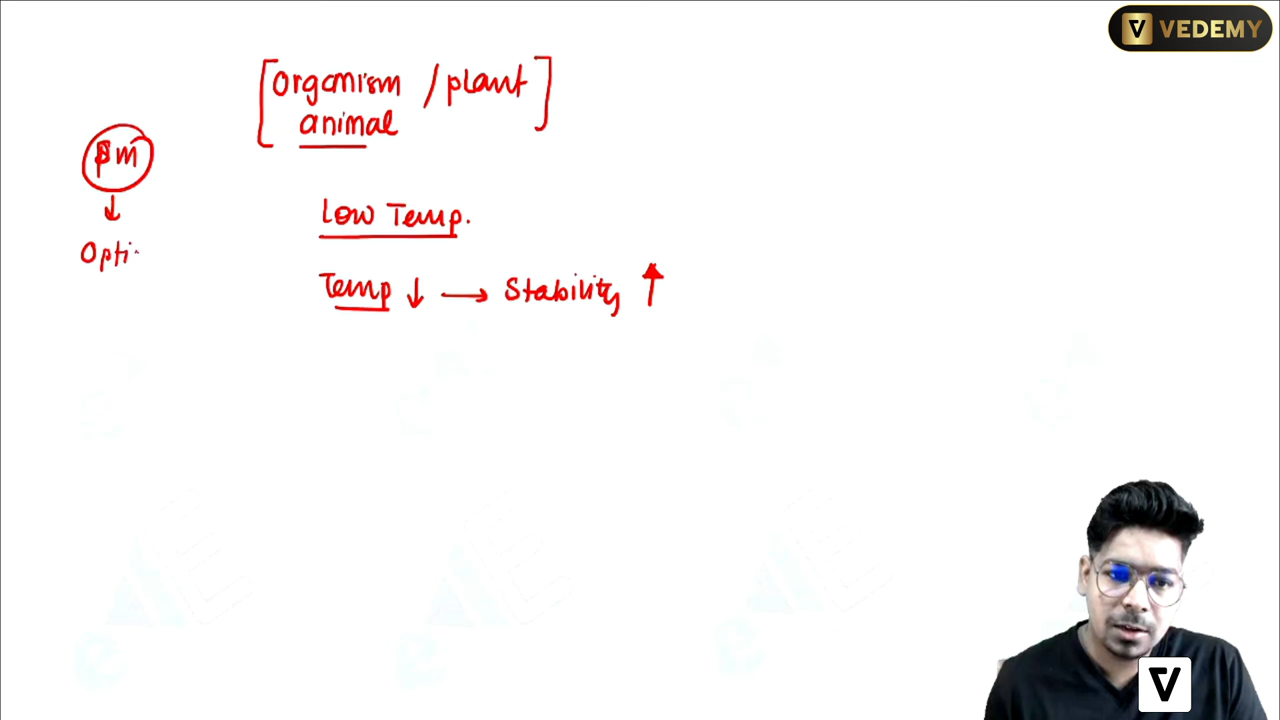 VEDEMY
[organism / plant]
animal
Low Temp.
Temp ↓ → Stability ↑
Opti